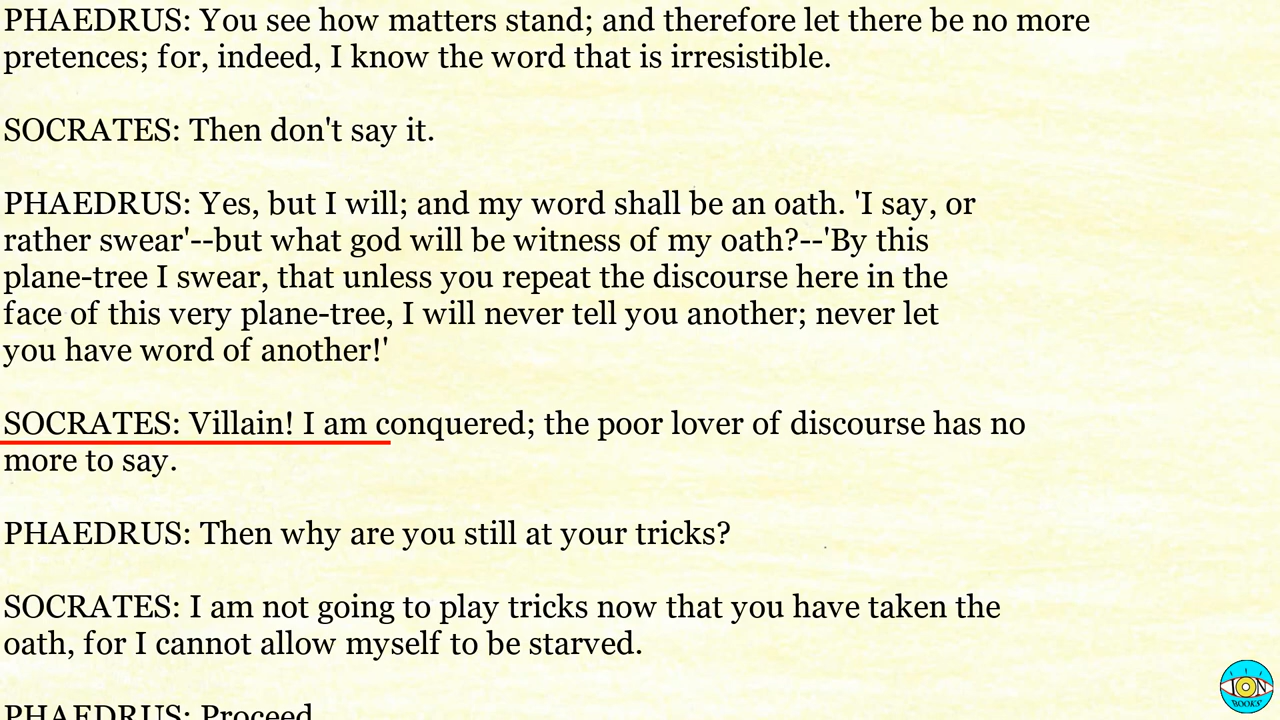 PHAEDRUS: You see how matters stand; and therefore let there be no more
pretences; for, indeed, I know the word that is irresistible.
SOCRATES: Then don't say it.
PHAEDRUS: Yes, but I will; and my word shall be an oath. 'I say, or
rather swear'--but what god will be witness of my oath?--'By this
plane-tree I swear, that unless you repeat the discourse here in the
face of this very plane-tree, I will never tell you another; never let
you have word of another!'
SOCRATES: Villain! I am conquered; the poor lover of discourse has no
more to say.
PHAEDRUS: Then why are you still at your tricks?
SOCRATES: I am not going to play tricks now that you have taken the
oath, for I cannot allow myself to be starved.
PHAEDRUS: Proceed.
ION
BOOKS